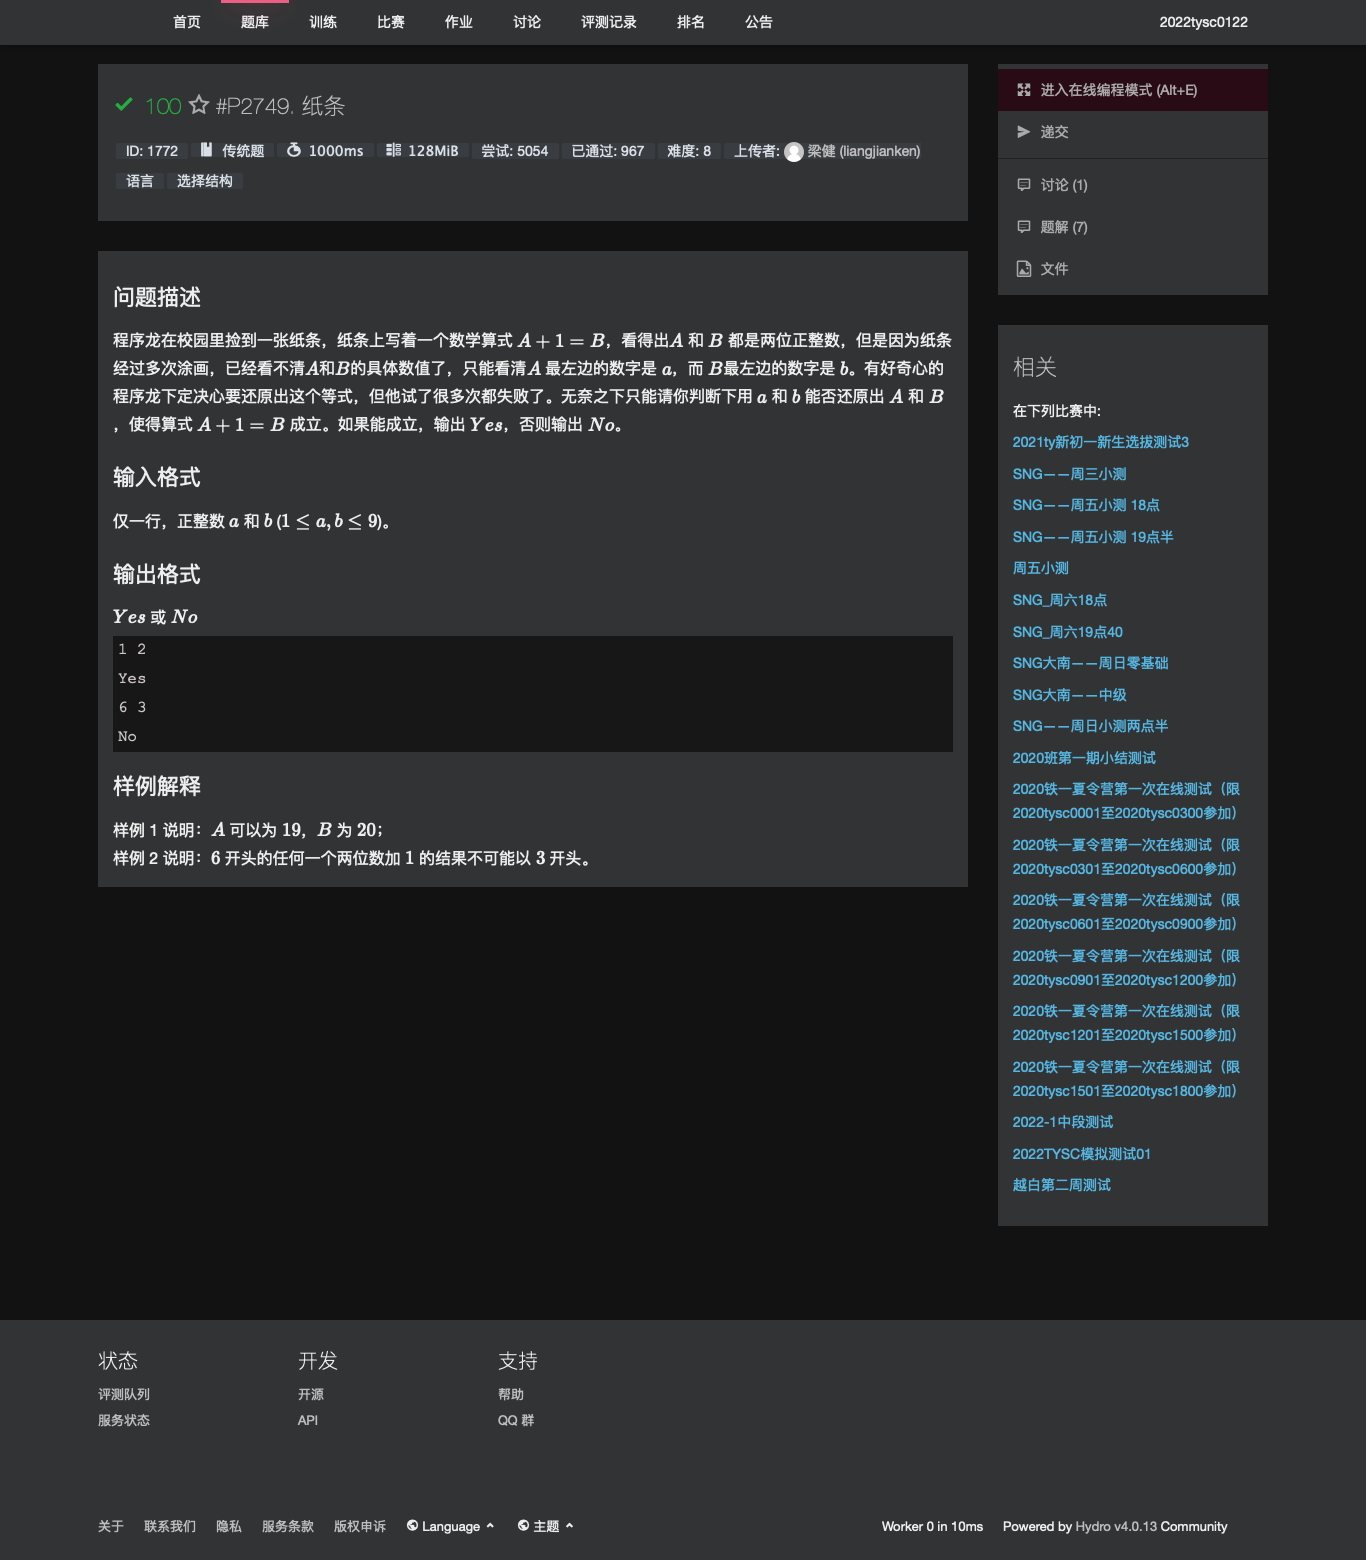 首页 题库 训练 比赛 作业 讨论 评测记录 排名 公告 2022tysc0122
100 #P2749. 纸条
ID: 1772 传统题 1000ms 128MiB 尝试: 5054 已通过: 967 难度: 8 上传者: 梁健 (liangjianken)
语言 选择结构
问题描述
程序龙在校园里捡到一张纸条，纸条上写着一个数学算式 A + 1 = B，看得出A 和 B 都是两位正整数，但是因为纸条
经过多次涂画，已经看不清A和B的具体数值了，只能看清A 最左边的数字是 a，而 B最左边的数字是 b。有好奇心的
程序龙下定决心要还原出这个等式，但他试了很多次都失败了。无奈之下只能请你判断下用 a 和 b 能否还原出 A 和 B
，使得算式 A + 1 = B 成立。如果能成立，输出 Yes，否则输出 No。
输入格式
仅一行，正整数 a 和 b (1 ≤ a, b ≤ 9)。
输出格式
Yes 或 No
1 2
Yes
6 3
No
样例解释
样例 1 说明：A 可以为 19，B 为 20；
样例 2 说明：6 开头的任何一个两位数加 1 的结果不可能以 3 开头。
进入在线编程模式 (Alt+E)
递交
讨论 (1)
题解 (7)
文件
相关
在下列比赛中:
2021ty新初一新生选拔测试3
SNG——周三小测
SNG——周五小测 18点
SNG——周五小测 19点半
周五小测
SNG_周六18点
SNG_周六19点40
SNG大南——周日零基础
SNG大南——中级
SNG——周日小测两点半
2020班第一期小结测试
2020铁一夏令营第一次在线测试（限
2020tysc0001至2020tysc0300参加）
2020铁一夏令营第一次在线测试（限
2020tysc0301至2020tysc0600参加）
2020铁一夏令营第一次在线测试（限
2020tysc0601至2020tysc0900参加）
2020铁一夏令营第一次在线测试（限
2020tysc0901至2020tysc1200参加）
2020铁一夏令营第一次在线测试（限
2020tysc1201至2020tysc1500参加）
2020铁一夏令营第一次在线测试（限
2020tysc1501至2020tysc1800参加）
2022-1中段测试
2022TYSC模拟测试01
越白第二周测试
状态 开发 支持
评测队列 开源 帮助
服务状态 API QQ 群
关于 联系我们 隐私 服务条款 版权申诉 Language 主题 Worker 0 in 10ms Powered by Hydro v4.0.13 Community